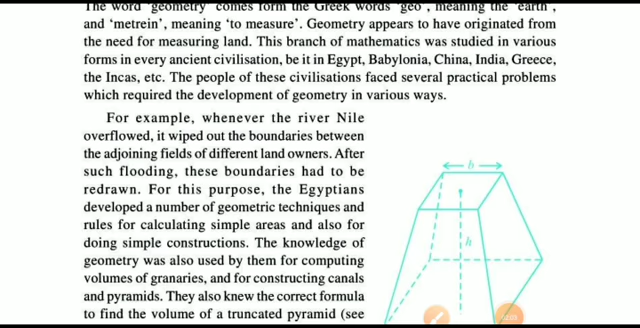 The word 'geometry' comes form the Greek words 'geo', meaning the 'earth',
and 'metrein', meaning 'to measure'. Geometry appears to have originated from
the need for measuring land. This branch of mathematics was studied in various
forms in every ancient civilisation, be it in Egypt, Babylonia, China, India, Greece,
the Incas, etc. The people of these civilisations faced several practical problems
which required the development of geometry in various ways.
For example, whenever the river Nile
overflowed, it wiped out the boundaries between
the adjoining fields of different land owners. After
such flooding, these boundaries had to be
redrawn. For this purpose, the Egyptians
developed a number of geometric techniques and
rules for calculating simple areas and also for
doing simple constructions. The knowledge of
geometry was also used by them for computing
volumes of granaries, and for constructing canals
and pyramids. They also knew the correct formula
to find the volume of a truncated pyramid (see
b
h